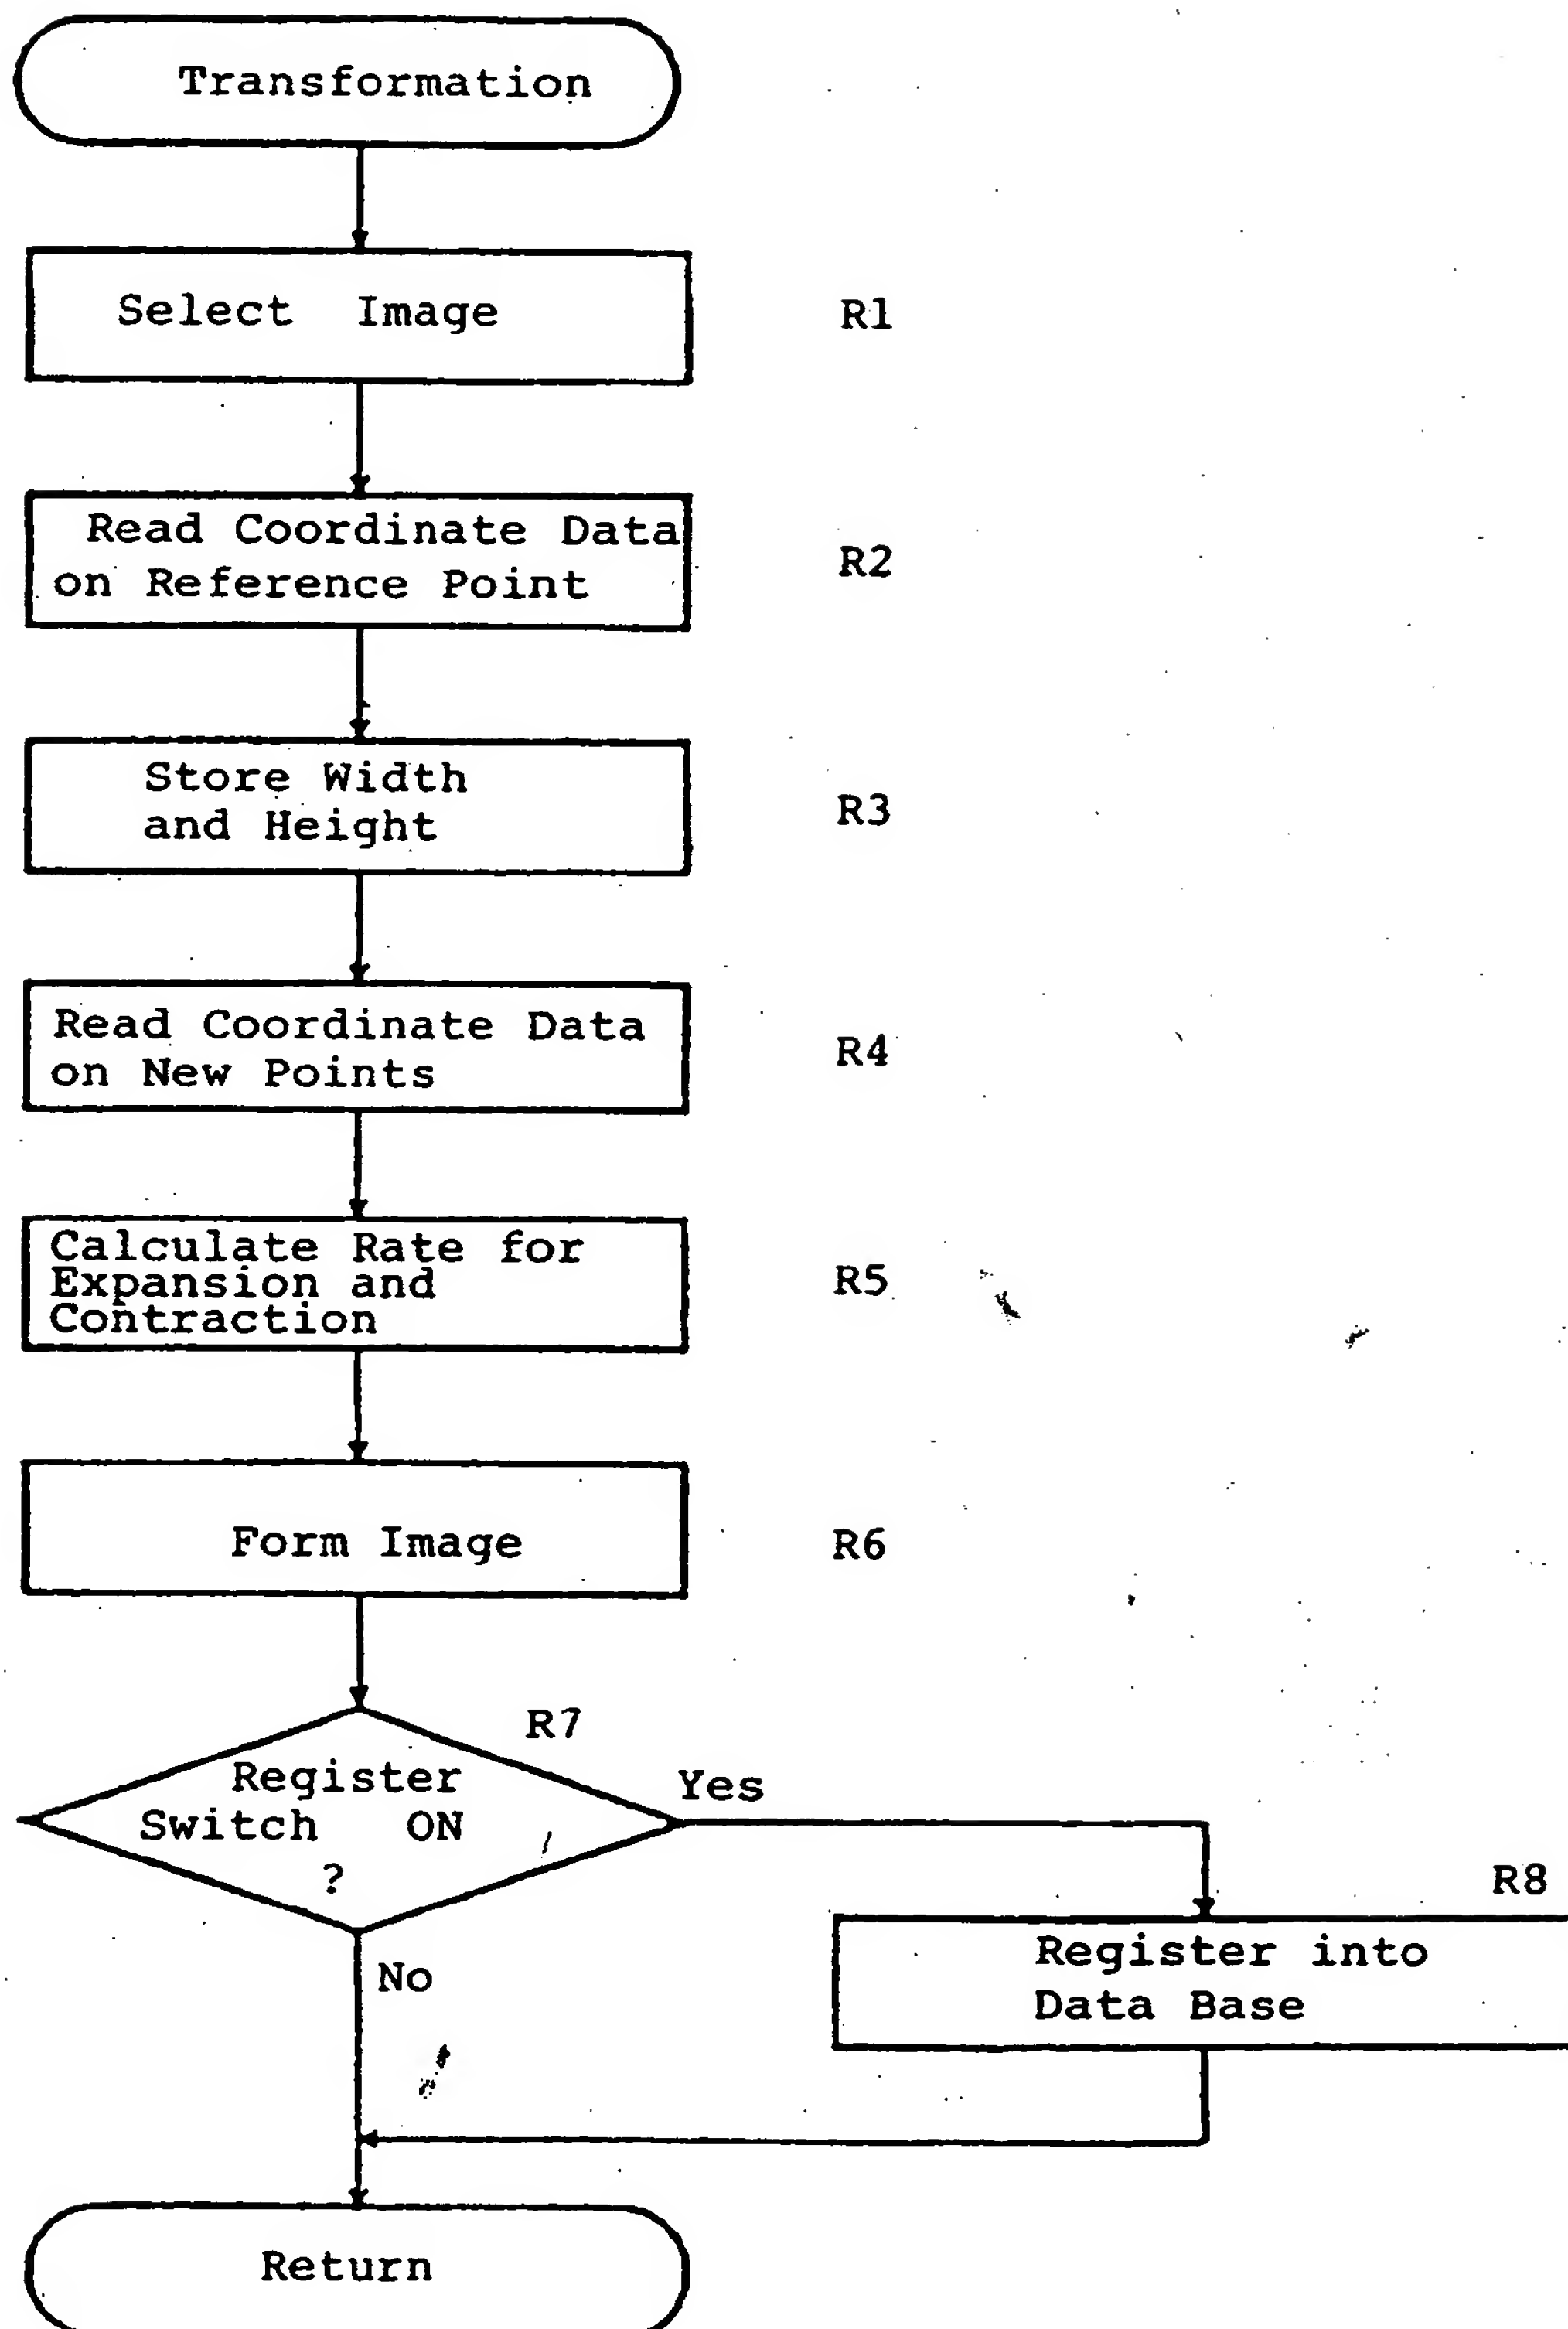 Transformation
Select Image
R1
Read Coordinate Data
on Reference Point
R2
Store Width
and Height
R3
Read Coordinate Data
on New Points
R4
Calculate Rate for
Expansion and
Contraction
R5
Form Image
R6
R7
Register
Switch ON
?
Yes
R8
Register into
Data Base
No
Return